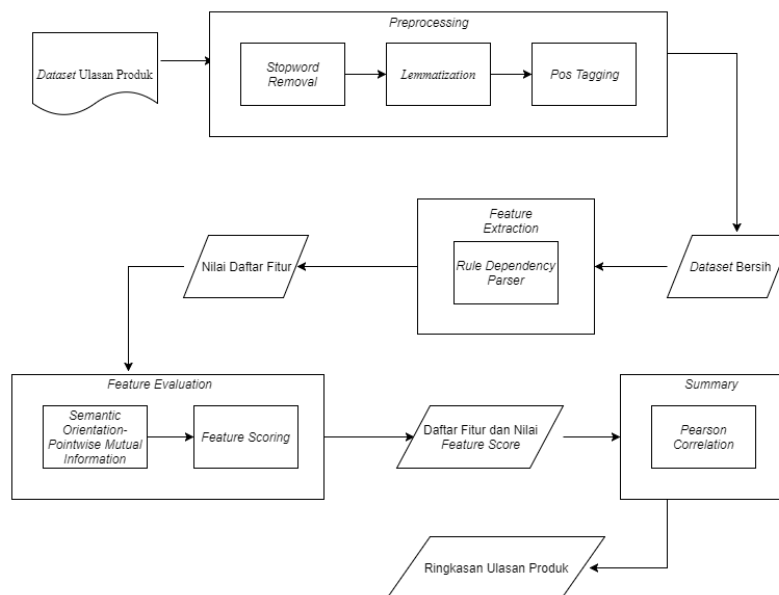 Preprocessing
Dataset Ulasan Produk
Stopword
Removal
Lemmatization
Pos Tagging
Feature
Extraction
Rule Dependency
Parser
Nilai Daftar Fitur
Dataset Bersih
Feature Evaluation
Semantic
Orientation-
Pointwise Mutual
Information
Feature Scoring
Daftar Fitur dan Nilai
Feature Score
Summary
Pearson
Correlation
Ringkasan Ulasan Produk